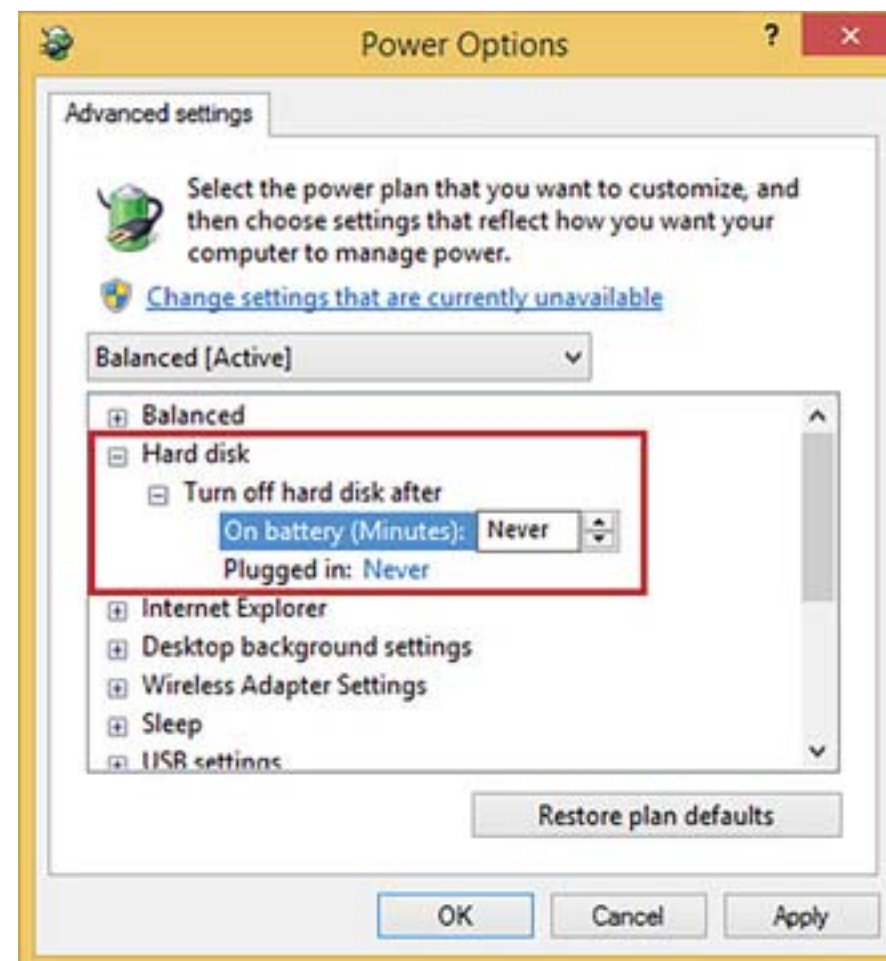 Power Options
?
Advanced settings
Select the power plan that you want to customize, and
then choose settings that reflect how you want your
computer to manage power.
Change settings that are currently unavailable
Balanced [Active]
Balanced
Hard disk
Turn off hard disk after
On battery (Minutes): Never
Plugged in: Never
Internet Explorer
Desktop background settings
Wireless Adapter Settings
Sleep
USB settings
Restore plan defaults
OK Cancel Apply